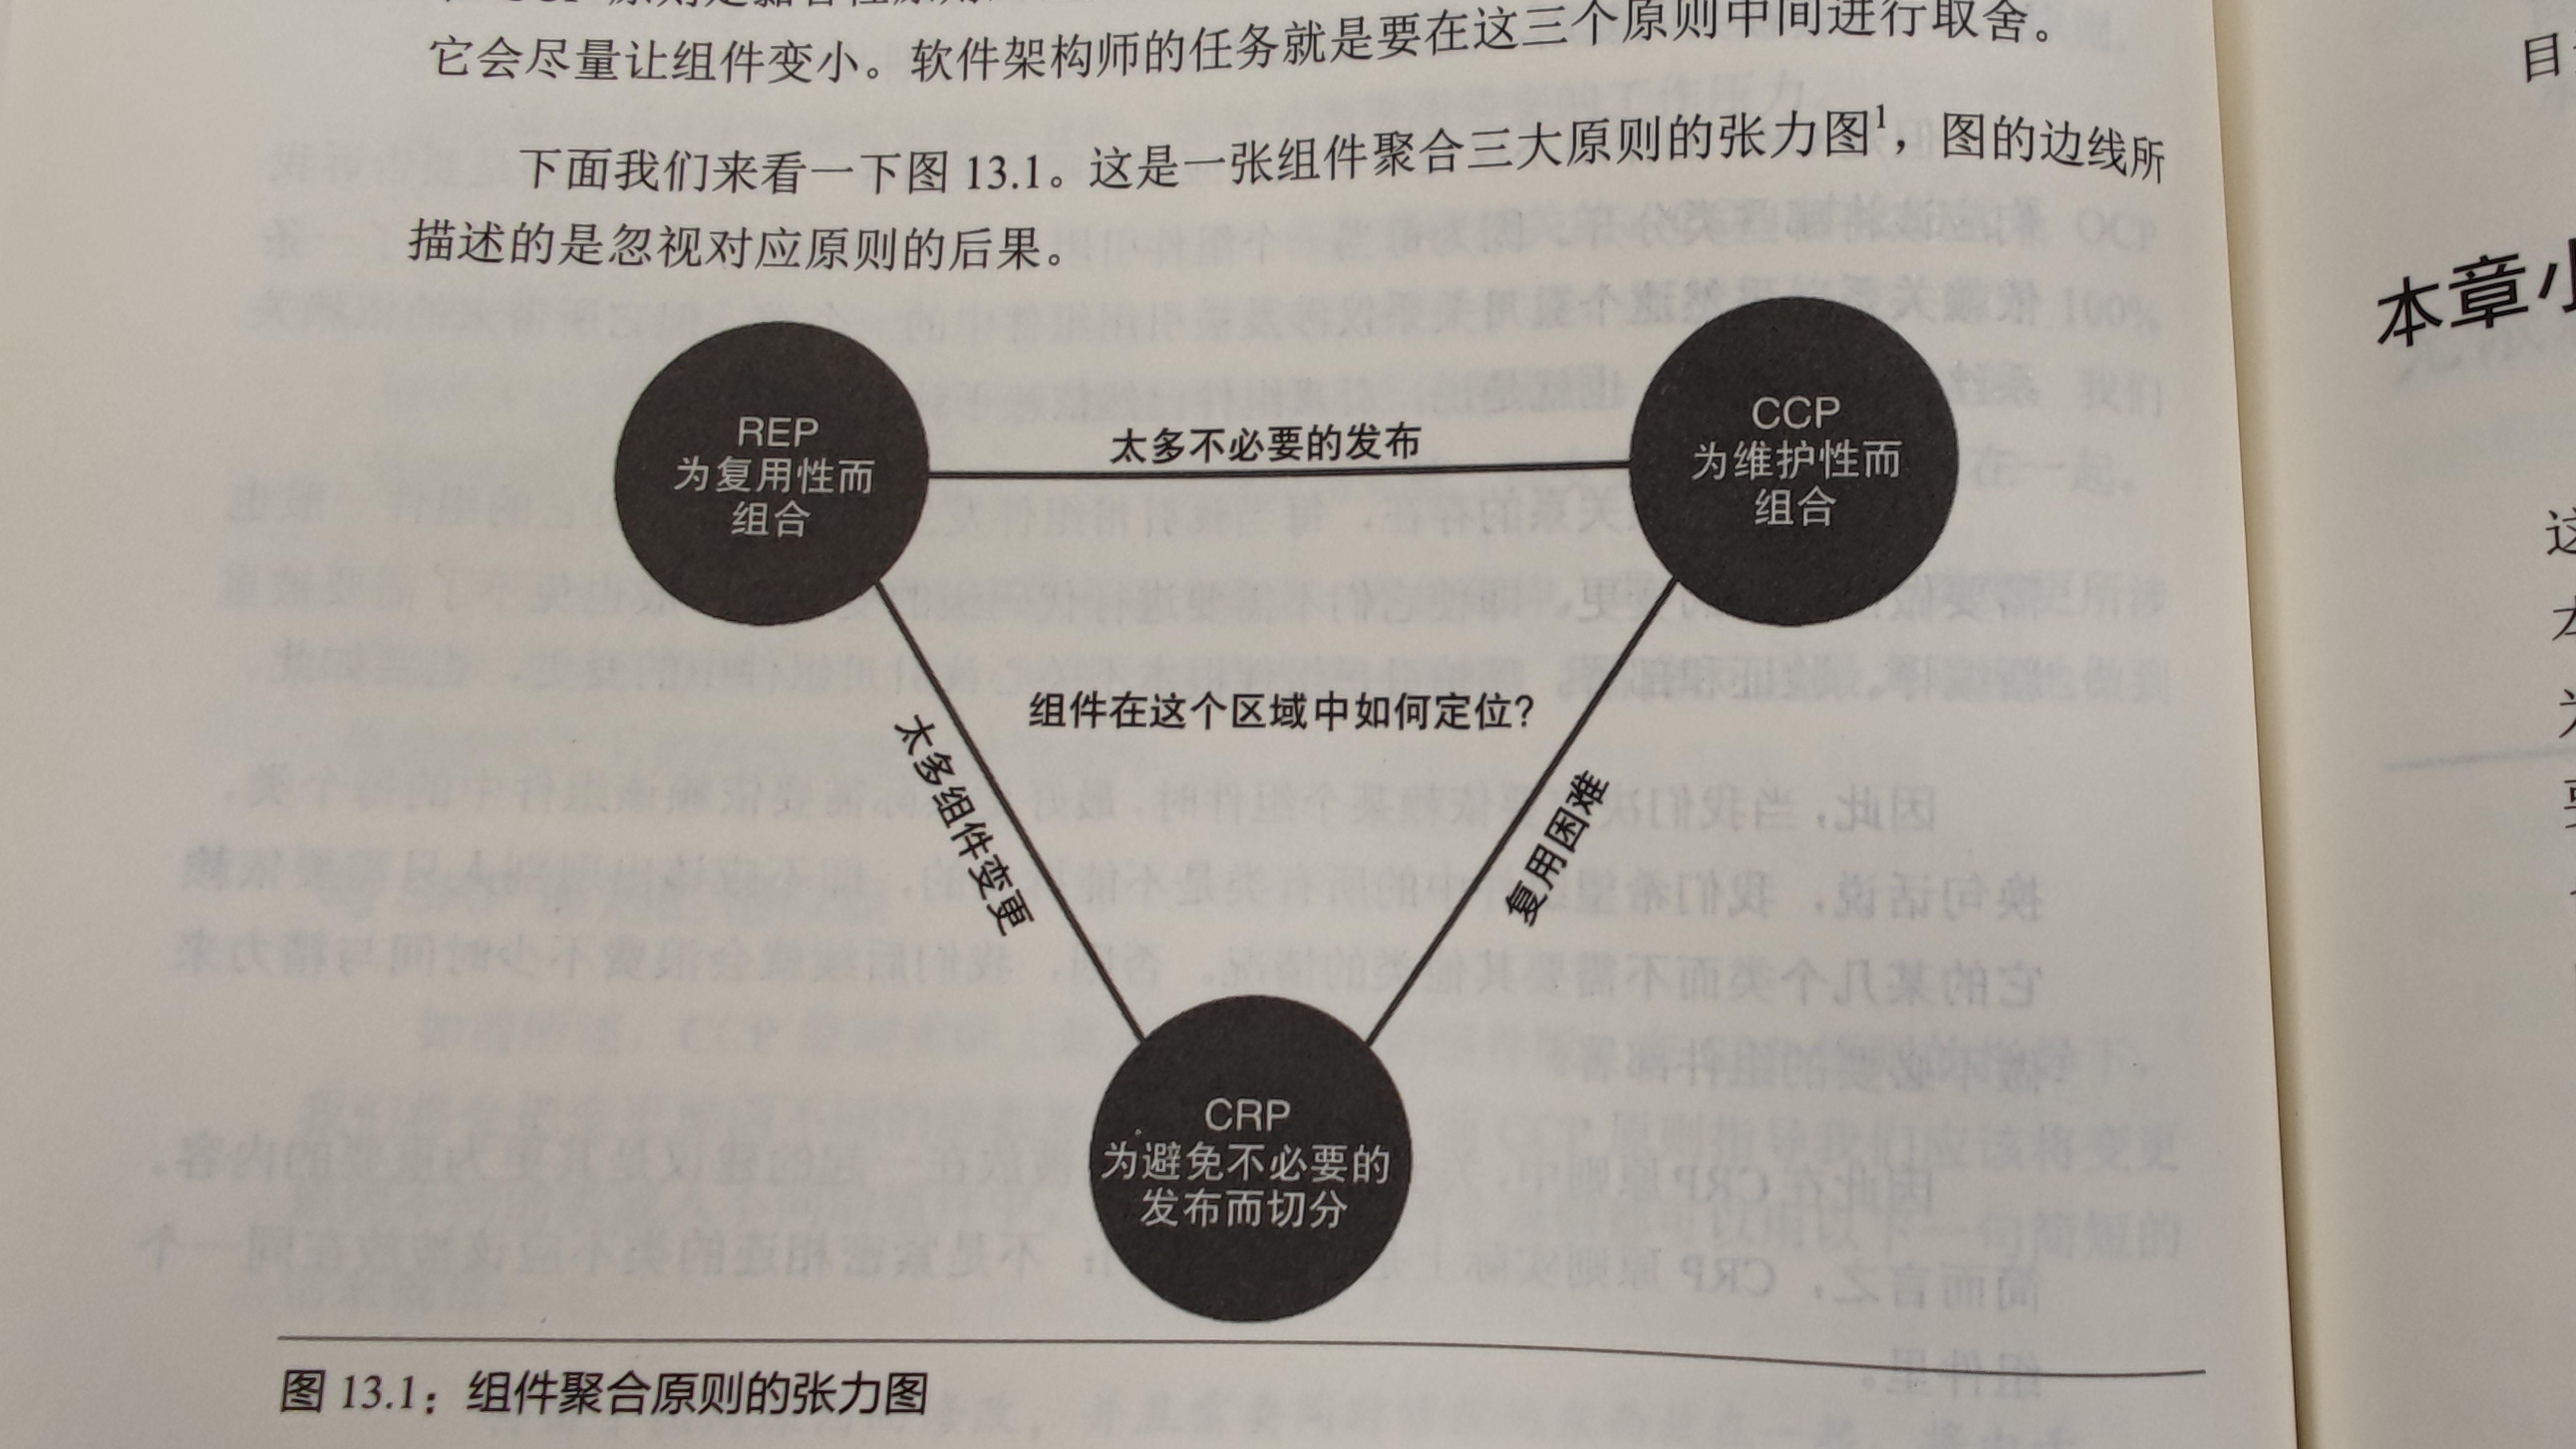 CCP 原则是黏合性原则
它会尽量让组件变小。软件架构师的任务就是要在这三个原则中间进行取舍。
下面我们来看一下图 13.1。这是一张组件聚合三大原则的张力图1，图的边线所
描述的是忽视对应原则的后果。
REP
为复用性而
组合
太多不必要的发布
CCP
为维护性而
组合
组件在这个区域中如何定位？
太多组件变更
复用困难
CRP
为避免不必要的
发布而切分
图 13.1：组件聚合原则的张力图
目
本章小
这